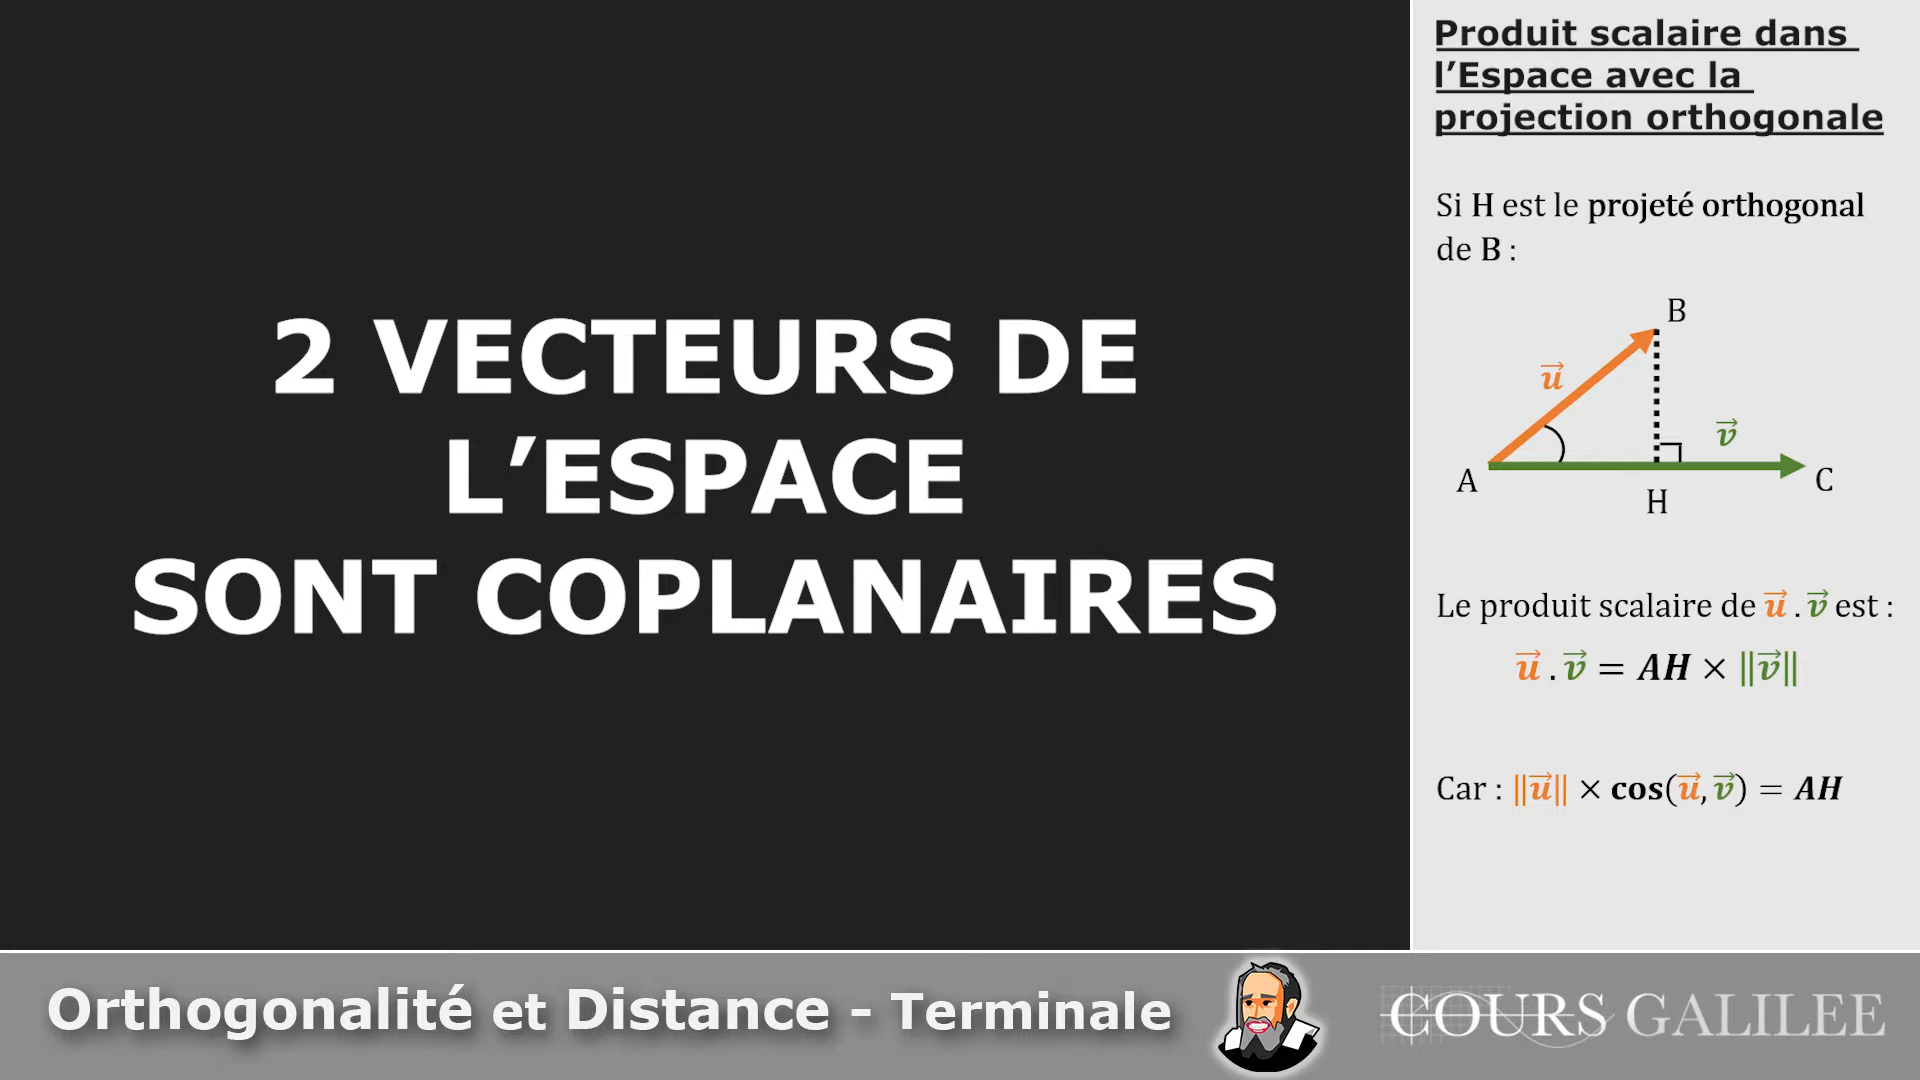 2 VECTEURS DE
L’ESPACE
SONT COPLANAIRES
Produit scalaire dans
l’Espace avec la
projection orthogonale
Si H est le projeté orthogonal
de B :
B
u⃗
v⃗
A
H
C
Le produit scalaire de u⃗ . v⃗ est :
u⃗ . v⃗ = AH × ||v⃗||
Car : ||u⃗|| × cos(u⃗, v⃗) = AH
Orthogonalité et Distance - Terminale
COURS GALILEE